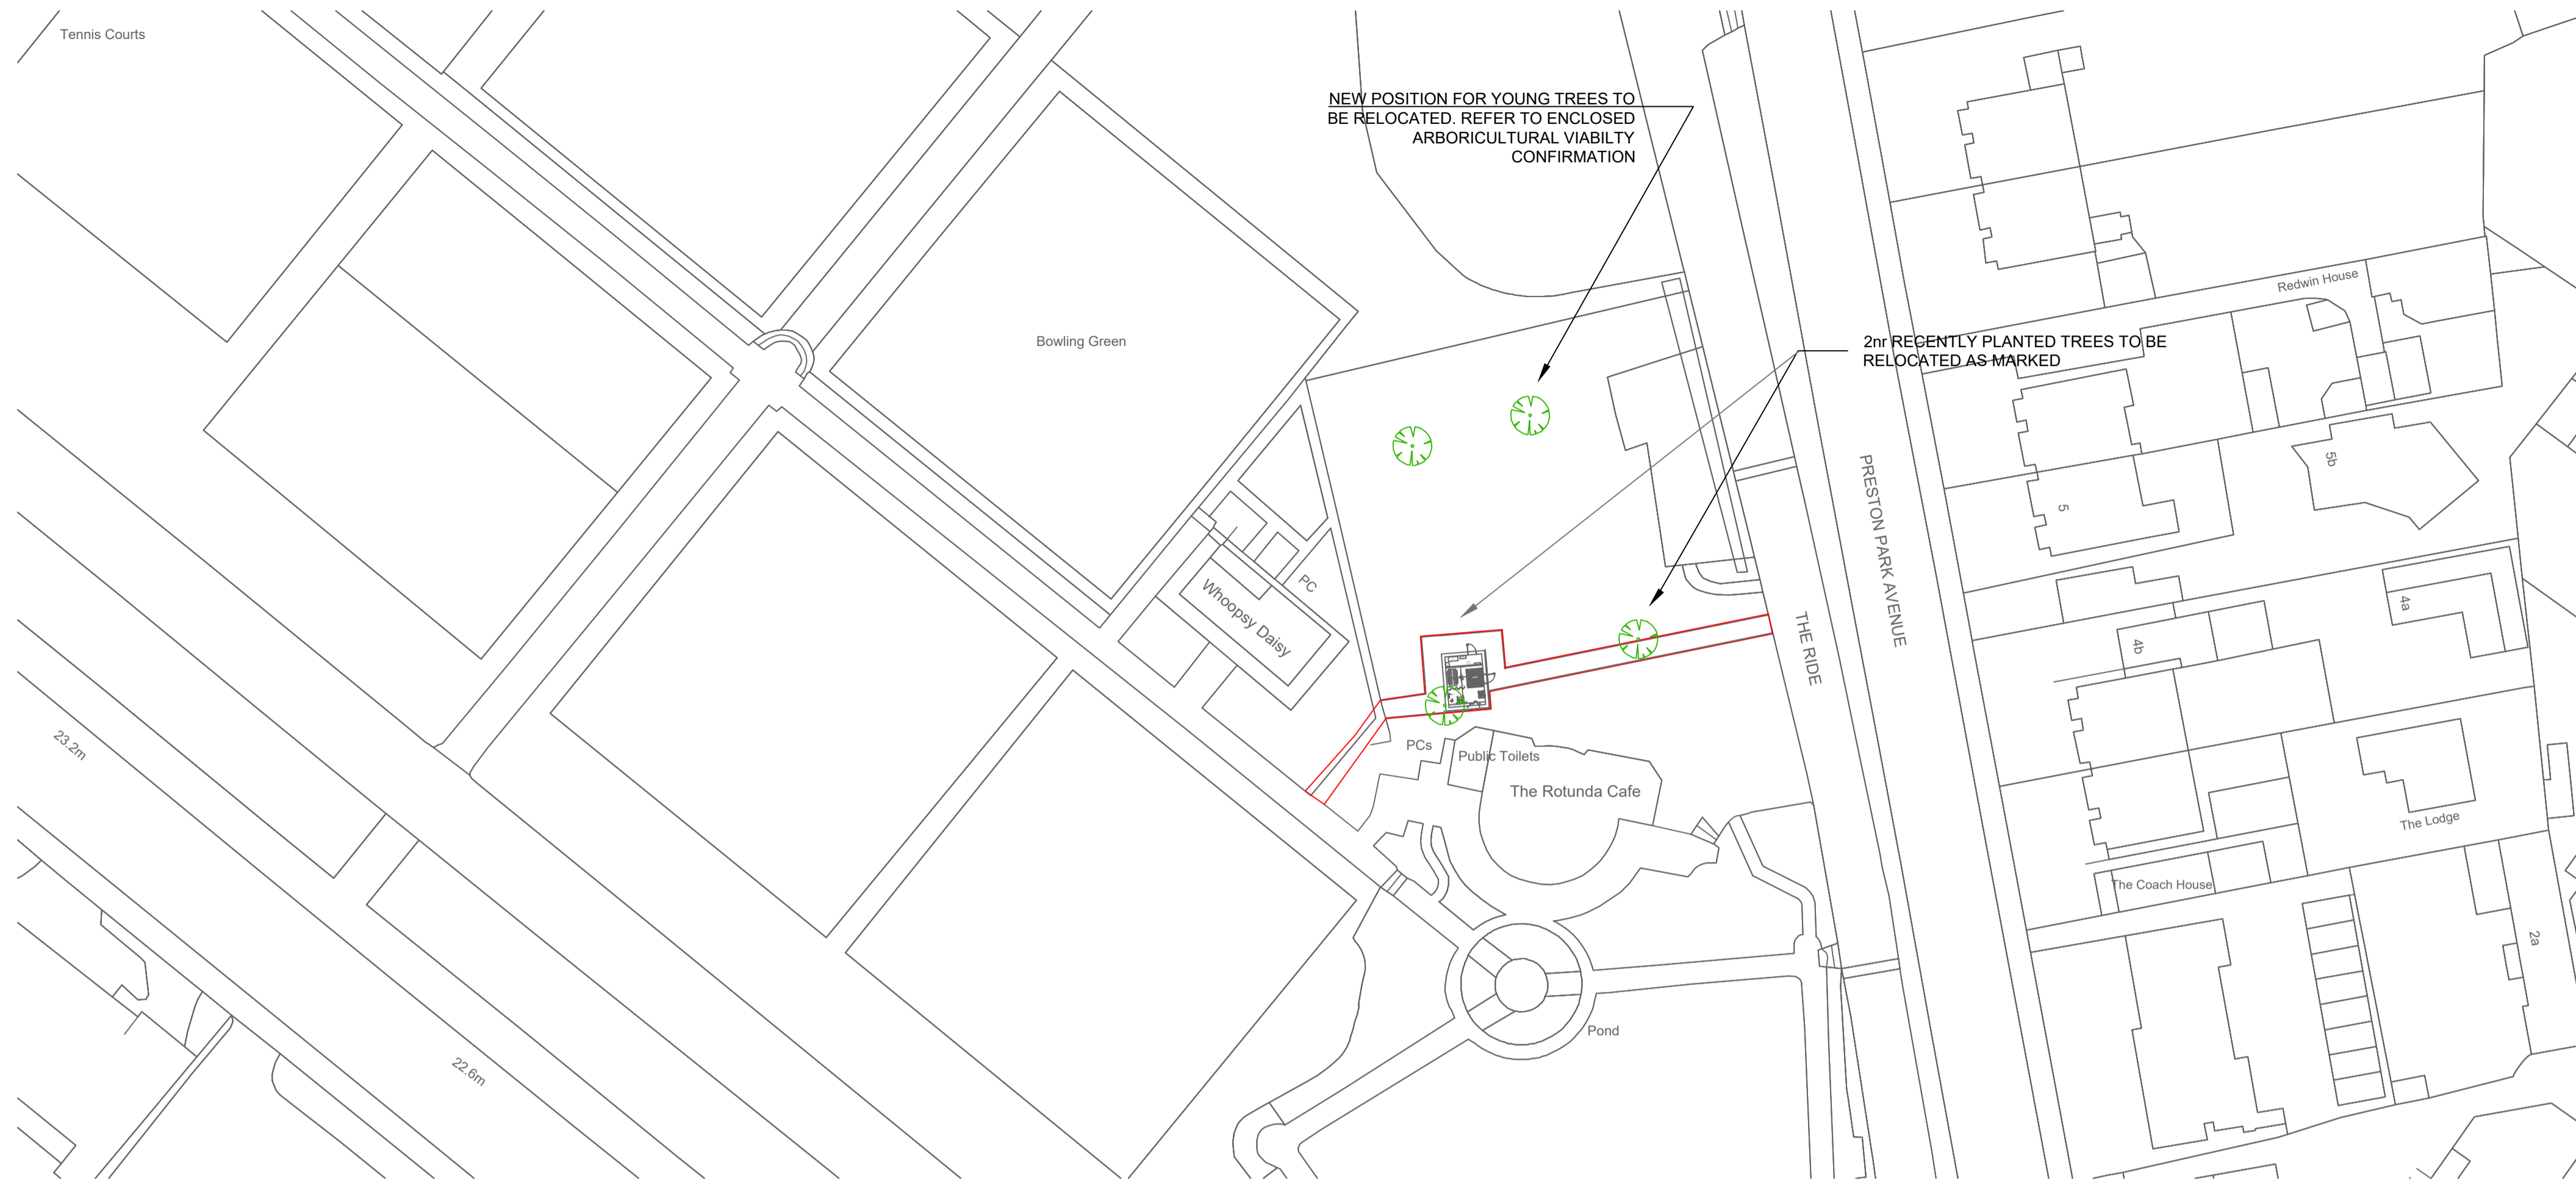 Tennis Courts
NEW POSITION FOR YOUNG TREES TO
BE RELOCATED. REFER TO ENCLOSED
ARBORICULTURAL VIABILTY
CONFIRMATION
Redwin House
Bowling Green
2nr RECENTLY PLANTED TREES TO BE
RELOCATED AS MARKED
5b
5
PRESTON PARK AVENUE
PC
Whoopsy Daisy
4a
4b
THE RIDE
23.2m
PCs
Public Toilets
The Rotunda Cafe
The Lodge
The Coach House
2a
Pond
22.6m